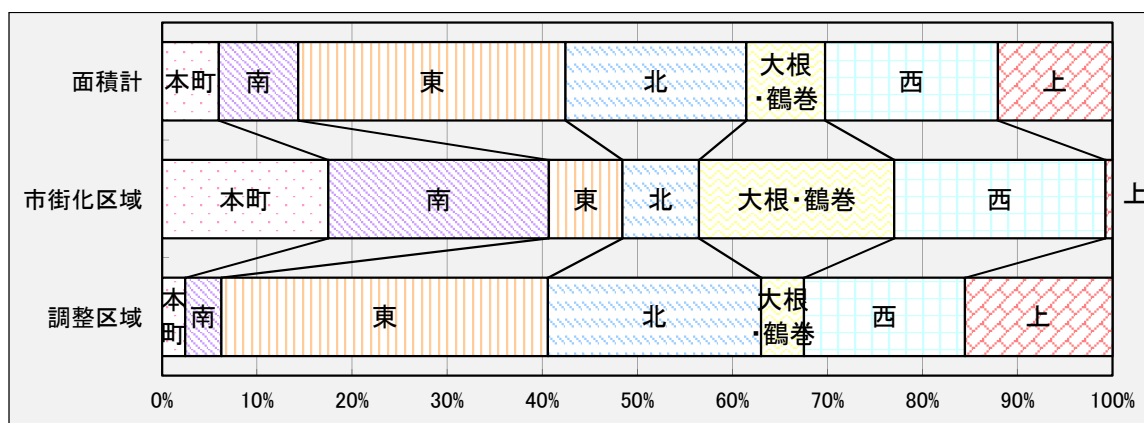 面積計
本町
南
東
北
大根
・鶴巻
西
上
市街化区域
本町
南
東
北
大根・鶴巻
西
上
調整区域
本
町
南
東
北
大根
・鶴巻
西
上
0% 10% 20% 30% 40% 50% 60% 70% 80% 90% 100%